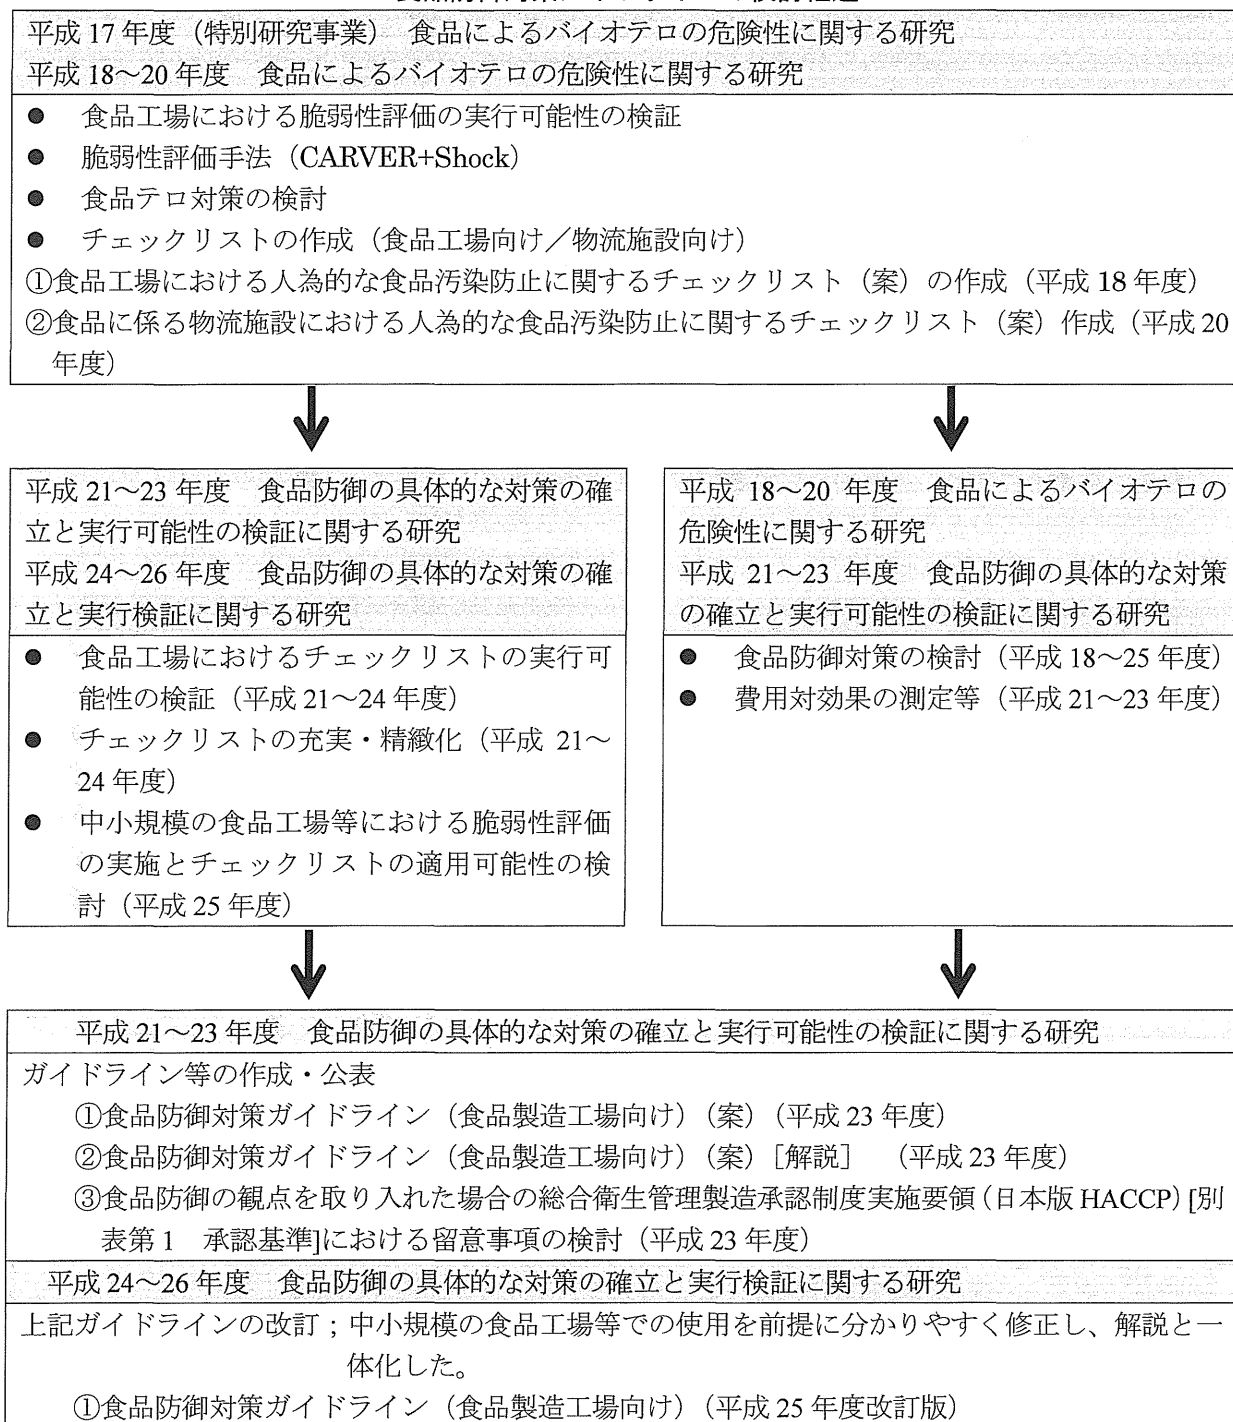 平成 17 年度（特別研究事業） 食品によるバイオテロの危険性に関する研究
平成 18～20 年度 食品によるバイオテロの危険性に関する研究
● 食品工場における脆弱性評価の実行可能性の検証
● 脆弱性評価手法（CARVER+Shock）
● 食品テロ対策の検討
● チェックリストの作成（食品工場向け／物流施設向け）
①食品工場における人為的な食品汚染防止に関するチェックリスト（案）の作成（平成 18 年度）
②食品に係る物流施設における人為的な食品汚染防止に関するチェックリスト（案）作成（平成 20
年度）
平成 21～23 年度 食品防御の具体的な対策の確
立と実行可能性の検証に関する研究
平成 24～26 年度 食品防御の具体的な対策の確
立と実行検証に関する研究
● 食品工場におけるチェックリストの実行可
能性の検証（平成 21～24 年度）
● チェックリストの充実・精緻化（平成 21～
24 年度）
● 中小規模の食品工場等における脆弱性評価
の実施とチェックリストの適用可能性の検
討（平成 25 年度）
平成 18～20 年度 食品によるバイオテロの
危険性に関する研究
平成 21～23 年度 食品防御の具体的な対策
の確立と実行可能性の検証に関する研究
● 食品防御対策の検討（平成 18～25 年度）
● 費用対効果の測定等（平成 21～23 年度）
平成 21～23 年度 食品防御の具体的な対策の確立と実行可能性の検証に関する研究
ガイドライン等の作成・公表
①食品防御対策ガイドライン（食品製造工場向け）（案）（平成 23 年度）
②食品防御対策ガイドライン（食品製造工場向け）（案）［解説］ （平成 23 年度）
③食品防御の観点を取り入れた場合の総合衛生管理製造承認制度実施要領（日本版 HACCP）[別
表第 1 承認基準]における留意事項の検討（平成 23 年度）
平成 24～26 年度 食品防御の具体的な対策の確立と実行検証に関する研究
上記ガイドラインの改訂；中小規模の食品工場等での使用を前提に分かりやすく修正し、解説と一
体化した。
①食品防御対策ガイドライン（食品製造工場向け）（平成 25 年度改訂版）